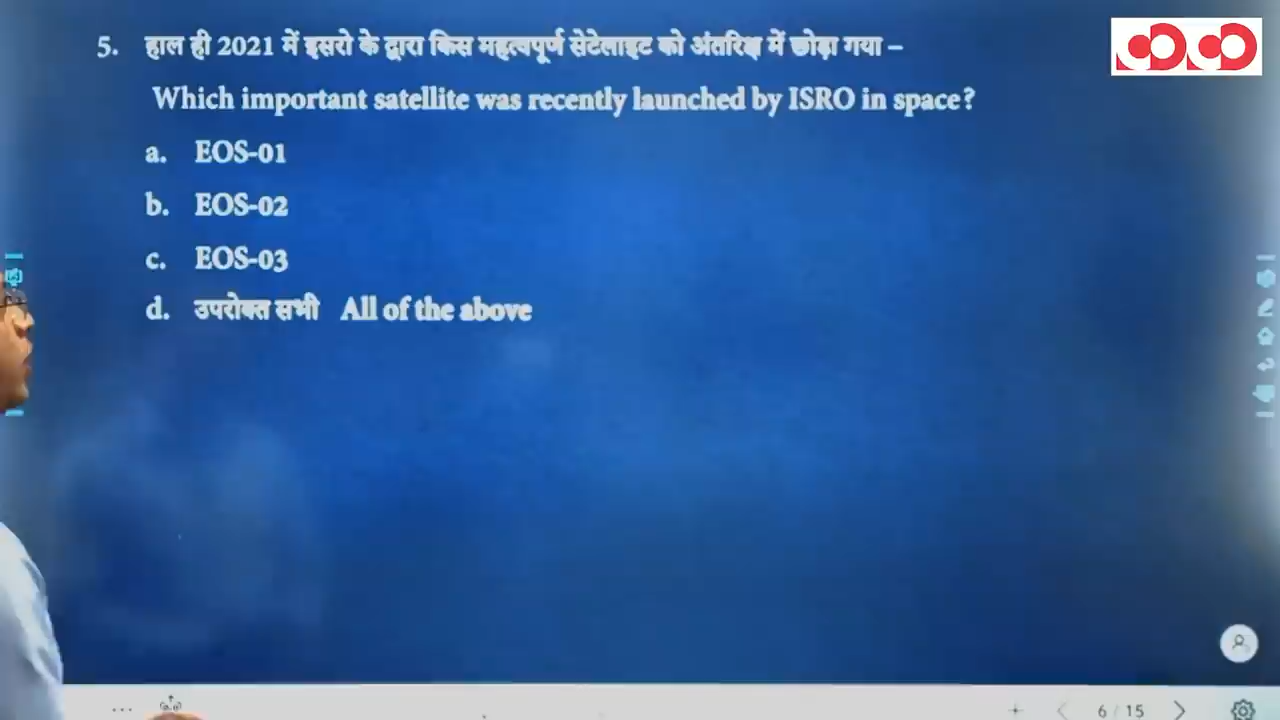 5. हाल ही 2021 में इसरो के द्वारा किस महत्वपूर्ण सेटेलाइट को अंतरिक्ष में छोड़ा गया –
Which important satellite was recently launched by ISRO in space?
a. EOS-01
b. EOS-02
c. EOS-03
d. उपरोक्त सभी All of the above
6 / 15